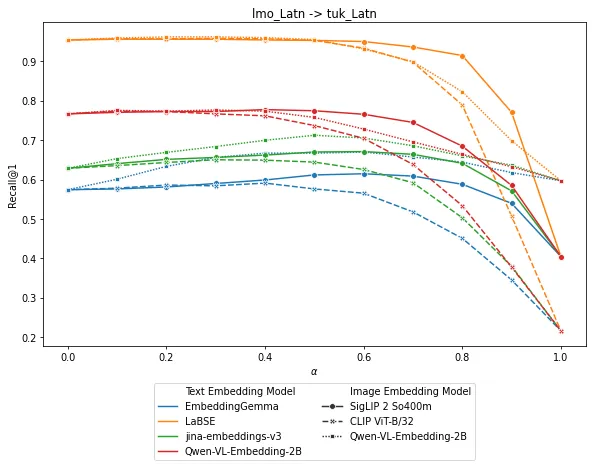 lmo_Latn -> tuk_Latn
Recall@1
0.9
0.8
0.7
0.6
0.5
0.4
0.3
0.2
0.0 0.2 0.4 0.6 0.8 1.0
α
Text Embedding Model Image Embedding Model
EmbeddingGemma SigLIP 2 So400m
LaBSE CLIP ViT-B/32
jina-embeddings-v3 Qwen-VL-Embedding-2B
Qwen-VL-Embedding-2B